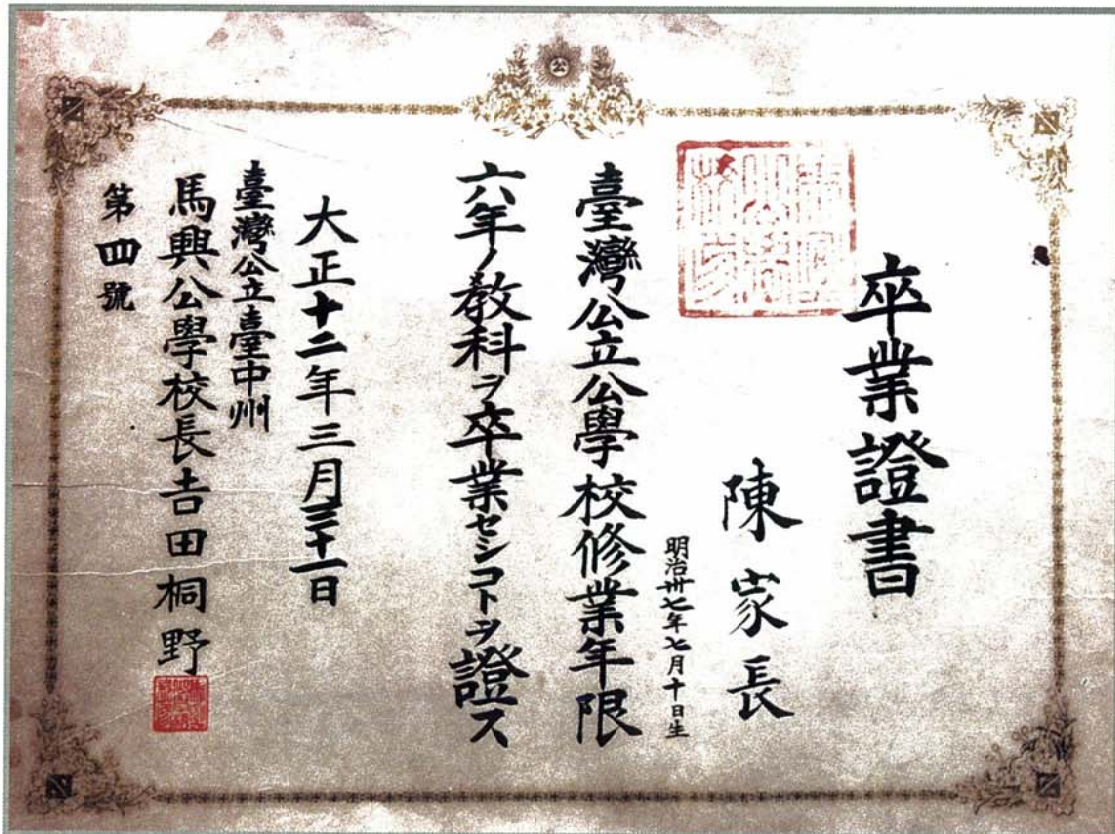 卒業證書
陳家長
明治卅七年七月十日生
臺灣公立公學校修業年限
六年ノ教科ヲ卒業セシコトヲ證ス
大正十二年三月三十一日
臺灣公立臺中州
馬興公學校長吉田桐野
第四號